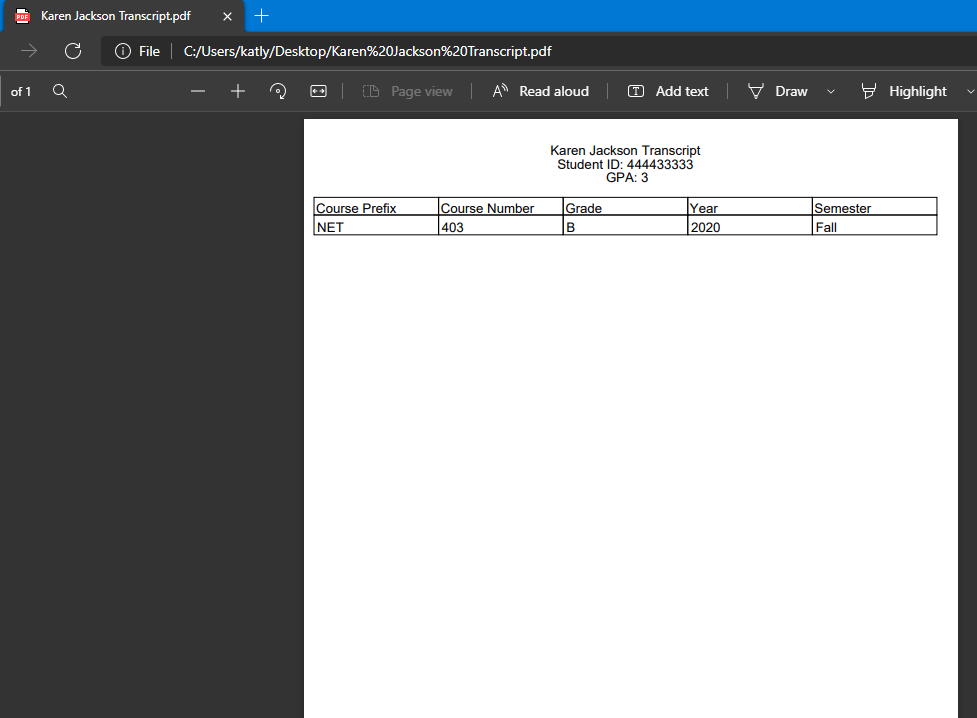 PDF Karen Jackson Transcript.pdf
File C:/Users/katly/Desktop/Karen%20Jackson%20Transcript.pdf
of 1 Page view Read aloud Add text Draw Highlight
Karen Jackson Transcript
Student ID: 444433333
GPA: 3
Course Prefix Course Number Grade Year Semester
NET 403 B 2020 Fall